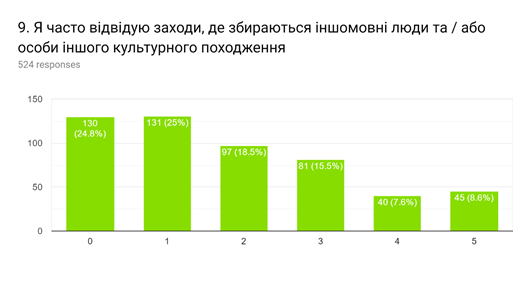 9. Я часто відвідую заходи, де збираються іншомовні люди та / або
особи іншого культурного походження
524 responses
150
100
50
0
130
(24.8%)
131 (25%)
97 (18.5%)
81 (15.5%)
40 (7.6%)
45 (8.6%)
0 1 2 3 4 5